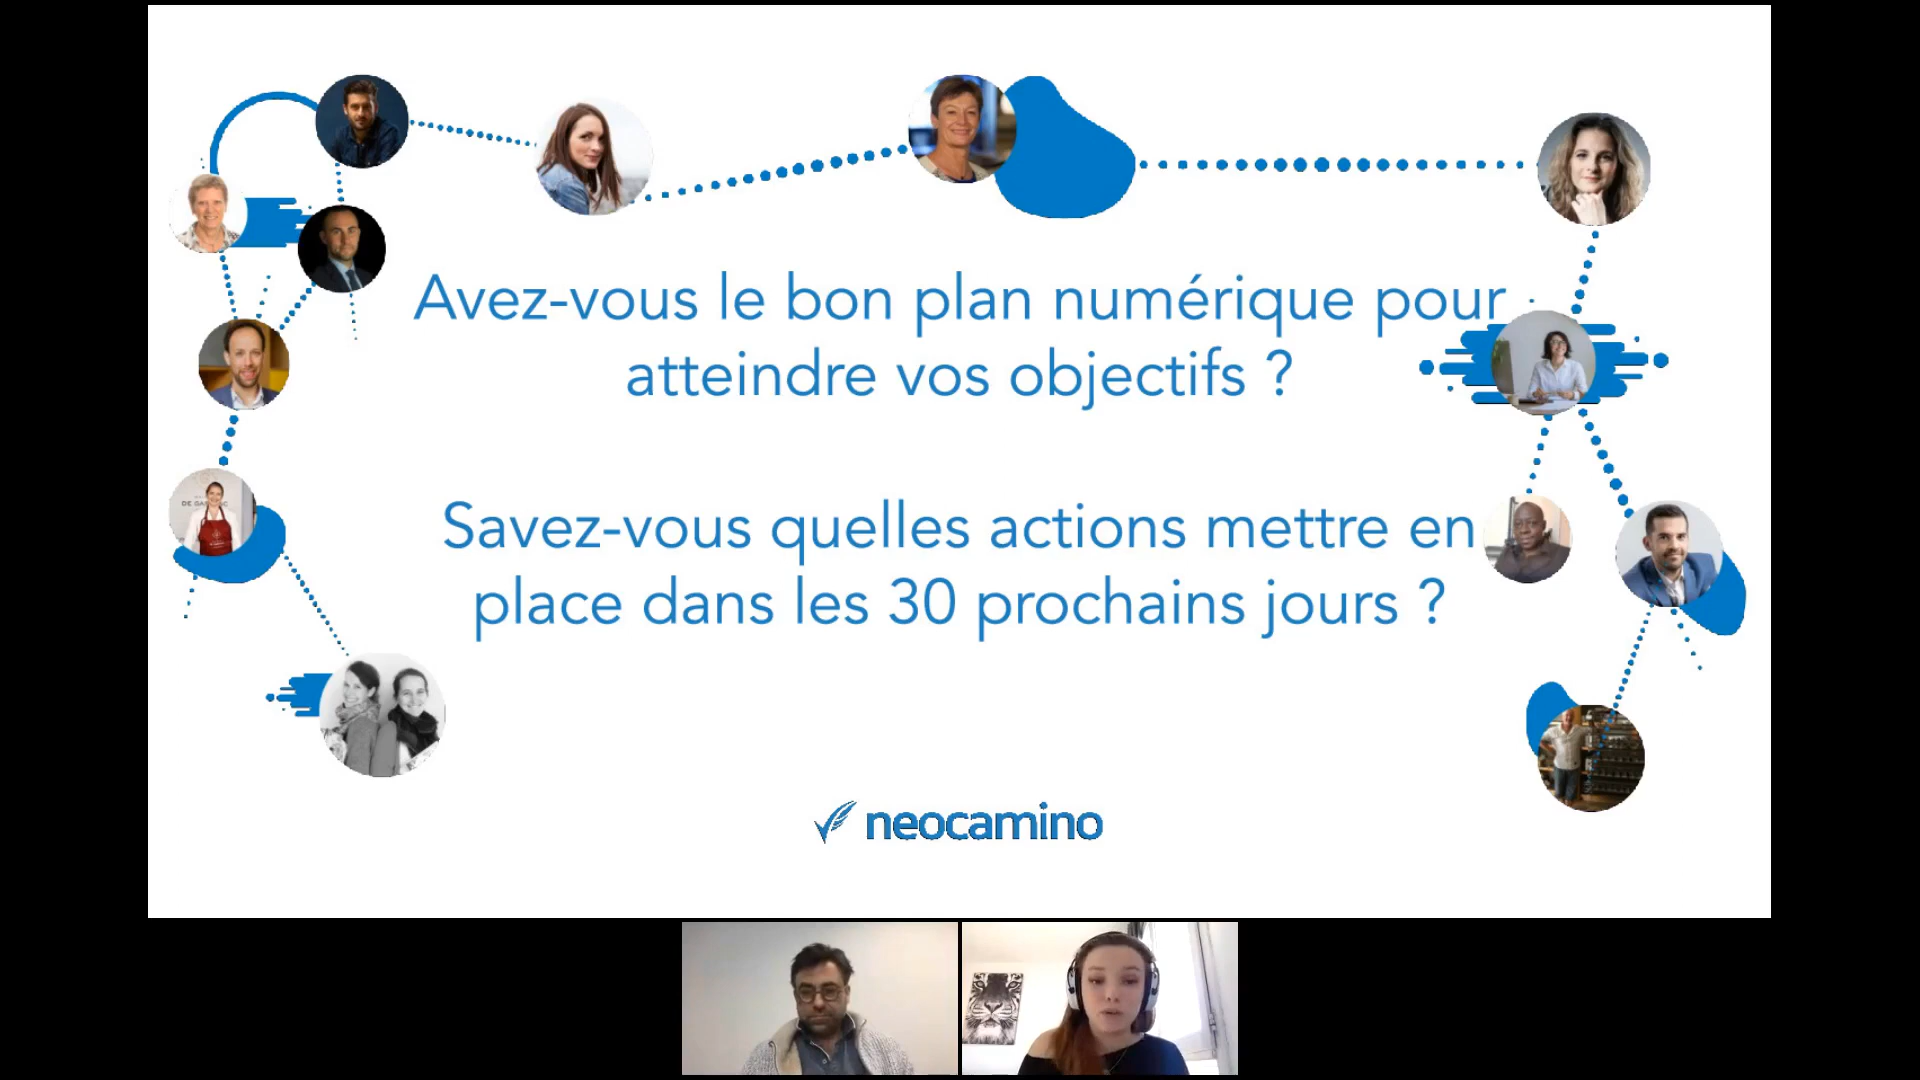 Avez-vous le bon plan numérique pour
atteindre vos objectifs ?
Savez-vous quelles actions mettre en
place dans les 30 prochains jours ?
neocamino